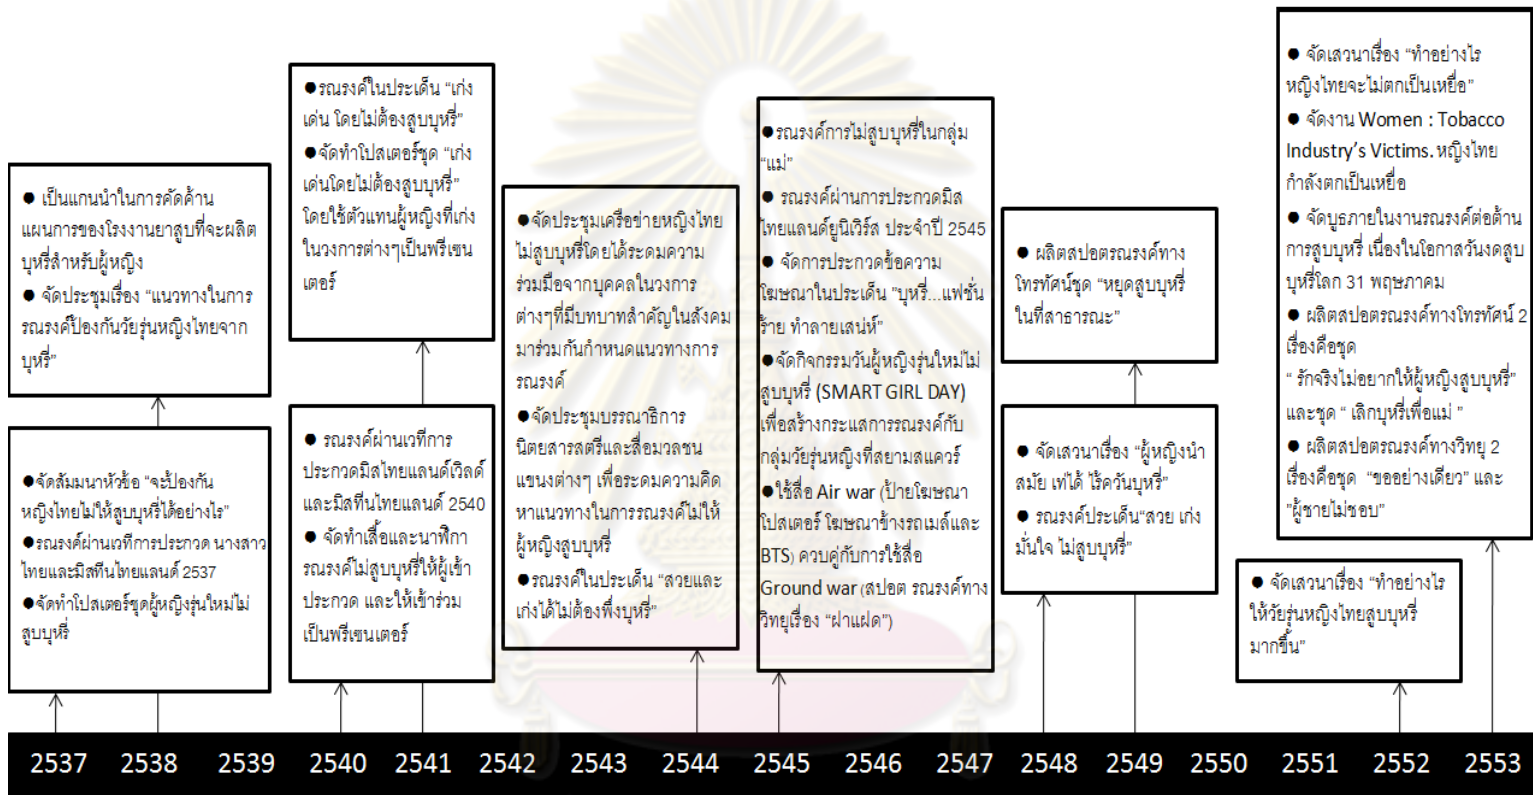 ● เป็นแกนนำในการคัดค้าน
แผนการของโรงงานยาสูบที่จะผลิต
บุหรี่สำหรับผู้หญิง
● จัดประชุมเรื่อง “แนวทางในการ
รณรงค์ป้องกันวัยรุ่นหญิงไทยจาก
บุหรี่”
●จัดสัมมนาหัวข้อ “จะป้องกัน
หญิงไทยไม่ให้สูบบุหรี่ได้อย่างไร”
●รณรงค์ผ่านเวทีการประกวด นางสาว
ไทยและมิสทีนไทยแลนด์ 2537
●จัดทำโปสเตอร์ชุดผู้หญิงรุ่นใหม่ไม่
สูบบุหรี่
●รณรงค์ในประเด็น “เก่ง
เด่น โดยไม่ต้องสูบบุหรี่”
●จัดทำโปสเตอร์ชุด “เก่ง
เด่นโดยไม่ต้องสูบบุหรี่”
โดยใช้ตัวแทนผู้หญิงที่เก่ง
ในวงการต่างๆเป็นพรีเซน
เตอร์
● รณรงค์ผ่านเวทีการ
ประกวดมิสไทยแลนด์เวิลด์
และมิสทีนไทยแลนด์ 2540
● จัดทำเสื้อและนาฬิกา
รณรงค์ไม่สูบบุหรี่ให้ผู้เข้า
ประกวด และให้เข้าร่วม
เป็นพรีเซนเตอร์
●จัดประชุมเครือข่ายหญิงไทย
ไม่สูบบุหรี่โดยได้ระดมความ
ร่วมมือจากบุคคลในวงการ
ต่างๆที่มีบทบาทสำคัญในสังคม
มาร่วมกันกำหนดแนวทางการ
รณรงค์
●จัดประชุมบรรณาธิการ
นิตยสารสตรีและสื่อมวลชน
แขนงต่างๆ เพื่อระดมความคิด
หาแนวทางในการรณรงค์ไม่ให้
ผู้หญิงสูบบุหรี่
●รณรงค์ในประเด็น “สวยและ
เก่งได้ไม่ต้องพึ่งบุหรี่”
●รณรงค์การไม่สูบบุหรี่ในกลุ่ม
“แม่”
● รณรงค์ผ่านการประกวดมิส
ไทยแลนด์ยูนิเวิร์ส ประจำปี 2545
● จัดการประกวดข้อความ
โฆษณาในประเด็น "บุหรี่...แฟชั่น
ร้าย ทำลายเสน่ห์”
●จัดกิจกรรมวันผู้หญิงรุ่นใหม่ไม่
สูบบุหรี่ (SMART GIRL DAY)
เพื่อสร้างกระแสการรณรงค์กับ
กลุ่มวัยรุ่นหญิงที่สยามสแควร์
●ใช้สื่อ Air war (ป้ายโฆษณา
โปสเตอร์ โฆษณาข้างรถเมล์และ
BTS) ควบคู่กับการใช้สื่อ
Ground war (สปอต รณรงค์ทาง
วิทยุเรื่อง “ฝาแฝด”)
● ผลิตสปอตรณรงค์ทาง
โทรทัศน์ชุด “หยุดสูบบุหรี่
ในที่สาธารณะ”
● จัดเสวนาเรื่อง “ผู้หญิงนำ
สมัย เท่ได้ ไร้ควันบุหรี่”
● รณรงค์ประเด็น“สวย เก่ง
มั่นใจ ไม่สูบบุหรี่”
● จัดเสวนาเรื่อง “ทำอย่างไร
หญิงไทยจะไม่ตกเป็นเหยื่อ”
● จัดงาน Women : Tobacco
Industry’s Victims. หญิงไทย
กำลังตกเป็นเหยื่อ
● จัดบูธภายในงานรณรงค์ต่อต้าน
การสูบบุหรี่ เนื่องในโอกาสวันงดสูบ
บุหรี่โลก 31 พฤษภาคม
● ผลิตสปอตรณรงค์ทางโทรทัศน์ 2
เรื่องคือชุด
“ รักจริงไม่อยากให้ผู้หญิงสูบบุหรี่”
และชุด “ เลิกบุหรี่เพื่อแม่ ”
● ผลิตสปอตรณรงค์ทางวิทยุ 2
เรื่องคือชุด “ขออย่างเดียว” และ
“ผู้ชายไม่ชอบ”
● จัดเสวนาเรื่อง “ทำอย่างไร
ให้วัยรุ่นหญิงไทยสูบบุหรี่
มากขึ้น”
2537 2538 2539 2540 2541 2542 2543 2544 2545 2546 2547 2548 2549 2550 2551 2552 2553